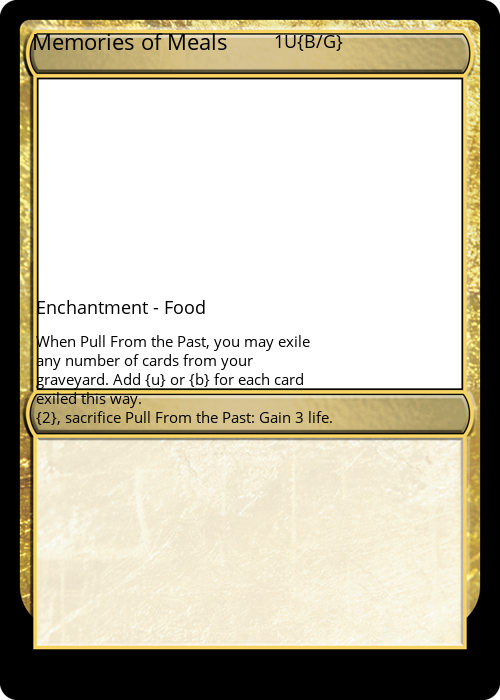 Memories of Meals 1U{B/G}
Enchantment - Food
When Pull From the Past, you may exile
any number of cards from your
graveyard. Add {u} or {b} for each card
exiled this way.
{2}, sacrifice Pull From the Past: Gain 3 life.